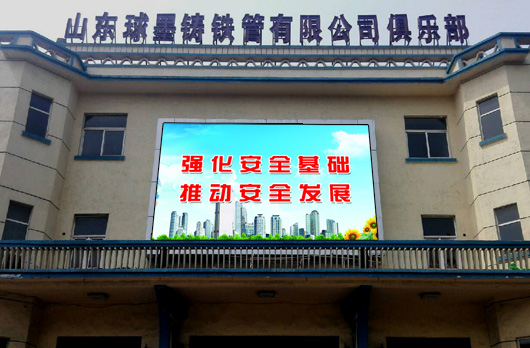 山东球墨铸铁管有限公司俱乐部
强化安全基础
推动安全发展